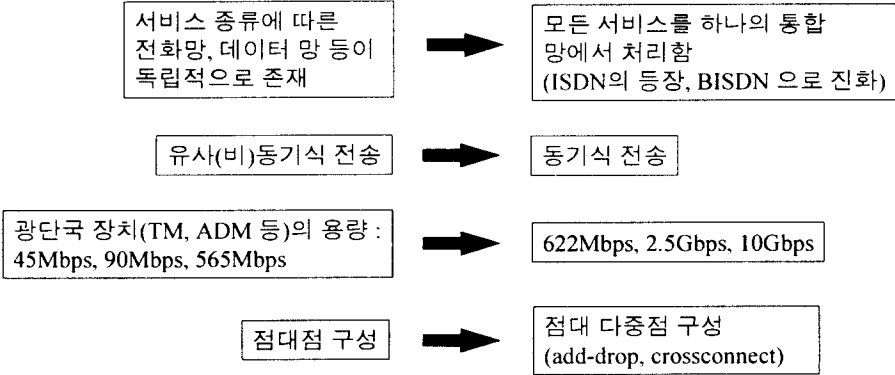 서비스 종류에 따른
전화망, 데이터 망 등이
독립적으로 존재
모든 서비스를 하나의 통합
망에서 처리함
(ISDN의 등장, BISDN 으로 진화)
유사(비)동기식 전송
동기식 전송
광단국 장치(TM, ADM 등)의 용량 :
45Mbps, 90Mbps, 565Mbps
622Mbps, 2.5Gbps, 10Gbps
점대점 구성
점대 다중점 구성
(add-drop, crossconnect)